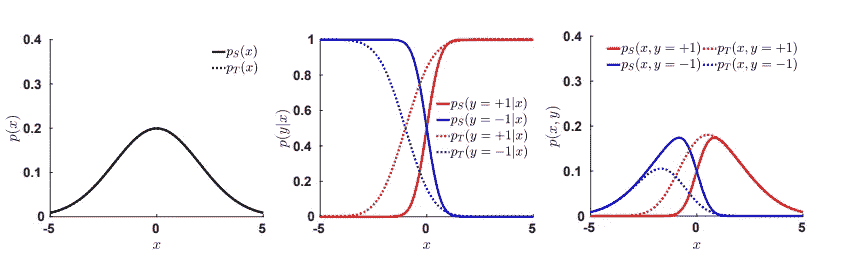 0.4
0.3
0.2
0.1
0
-5
0
5
p(x)
x
p_S(x)
p_T(x)
1
0.8
0.6
0.4
0.2
0
-5
0
5
p(y|x)
x
p_S(y = +1|x)
p_S(y = −1|x)
p_T(y = +1|x)
p_T(y = −1|x)
0.4
0.3
0.2
0.1
0
-5
0
5
p(x, y)
x
p_S(x, y = +1) p_T(x, y = +1)
p_S(x, y = −1) p_T(x, y = −1)